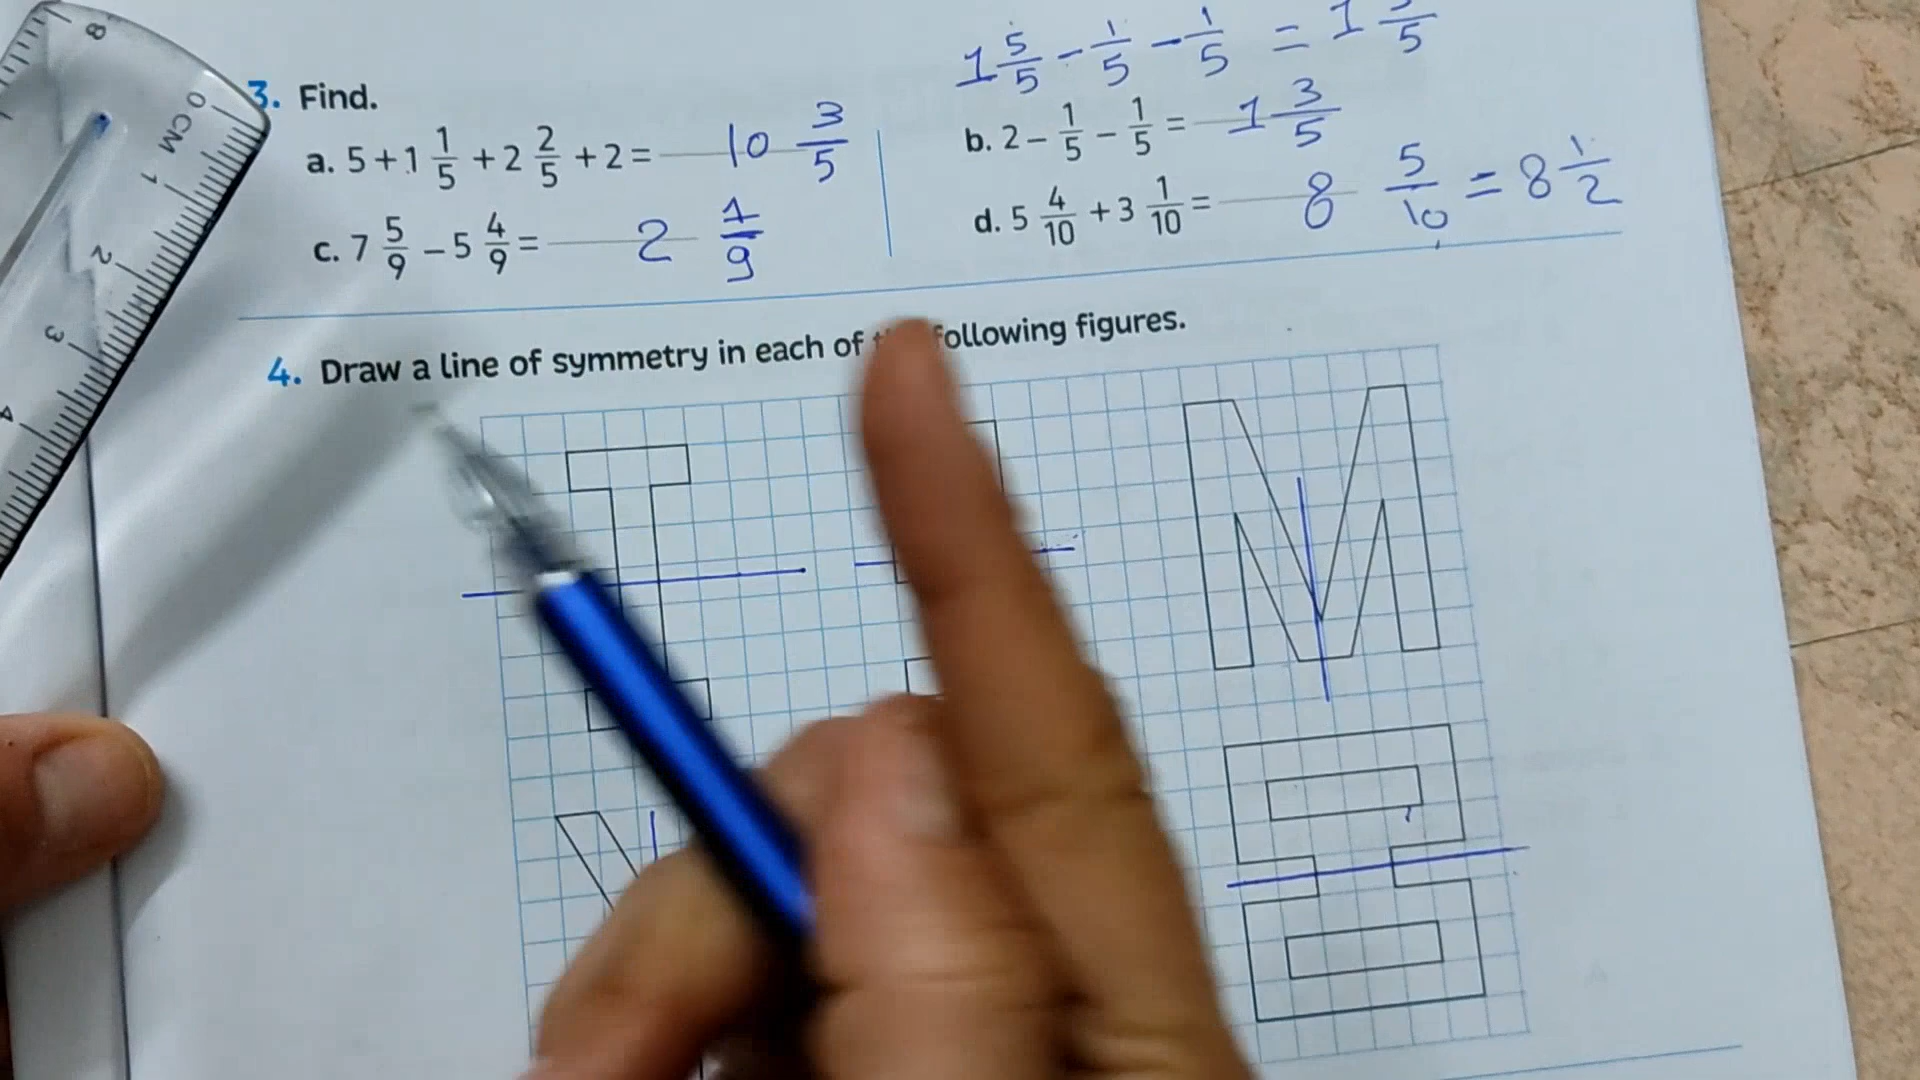 1 5/5 - 1/5 - 1/5 = 1 3/5
3. Find.
a. 5 + 1 1/5 + 2 2/5 + 2 = 10 3/5
b. 2 - 1/5 - 1/5 = 1 3/5
c. 7 5/9 - 5 4/9 = 2 1/9
d. 5 4/10 + 3 1/10 = 8 5/10 = 8 1/2
4. Draw a line of symmetry in each of following figures.
8
0 CM 1 2 3 4